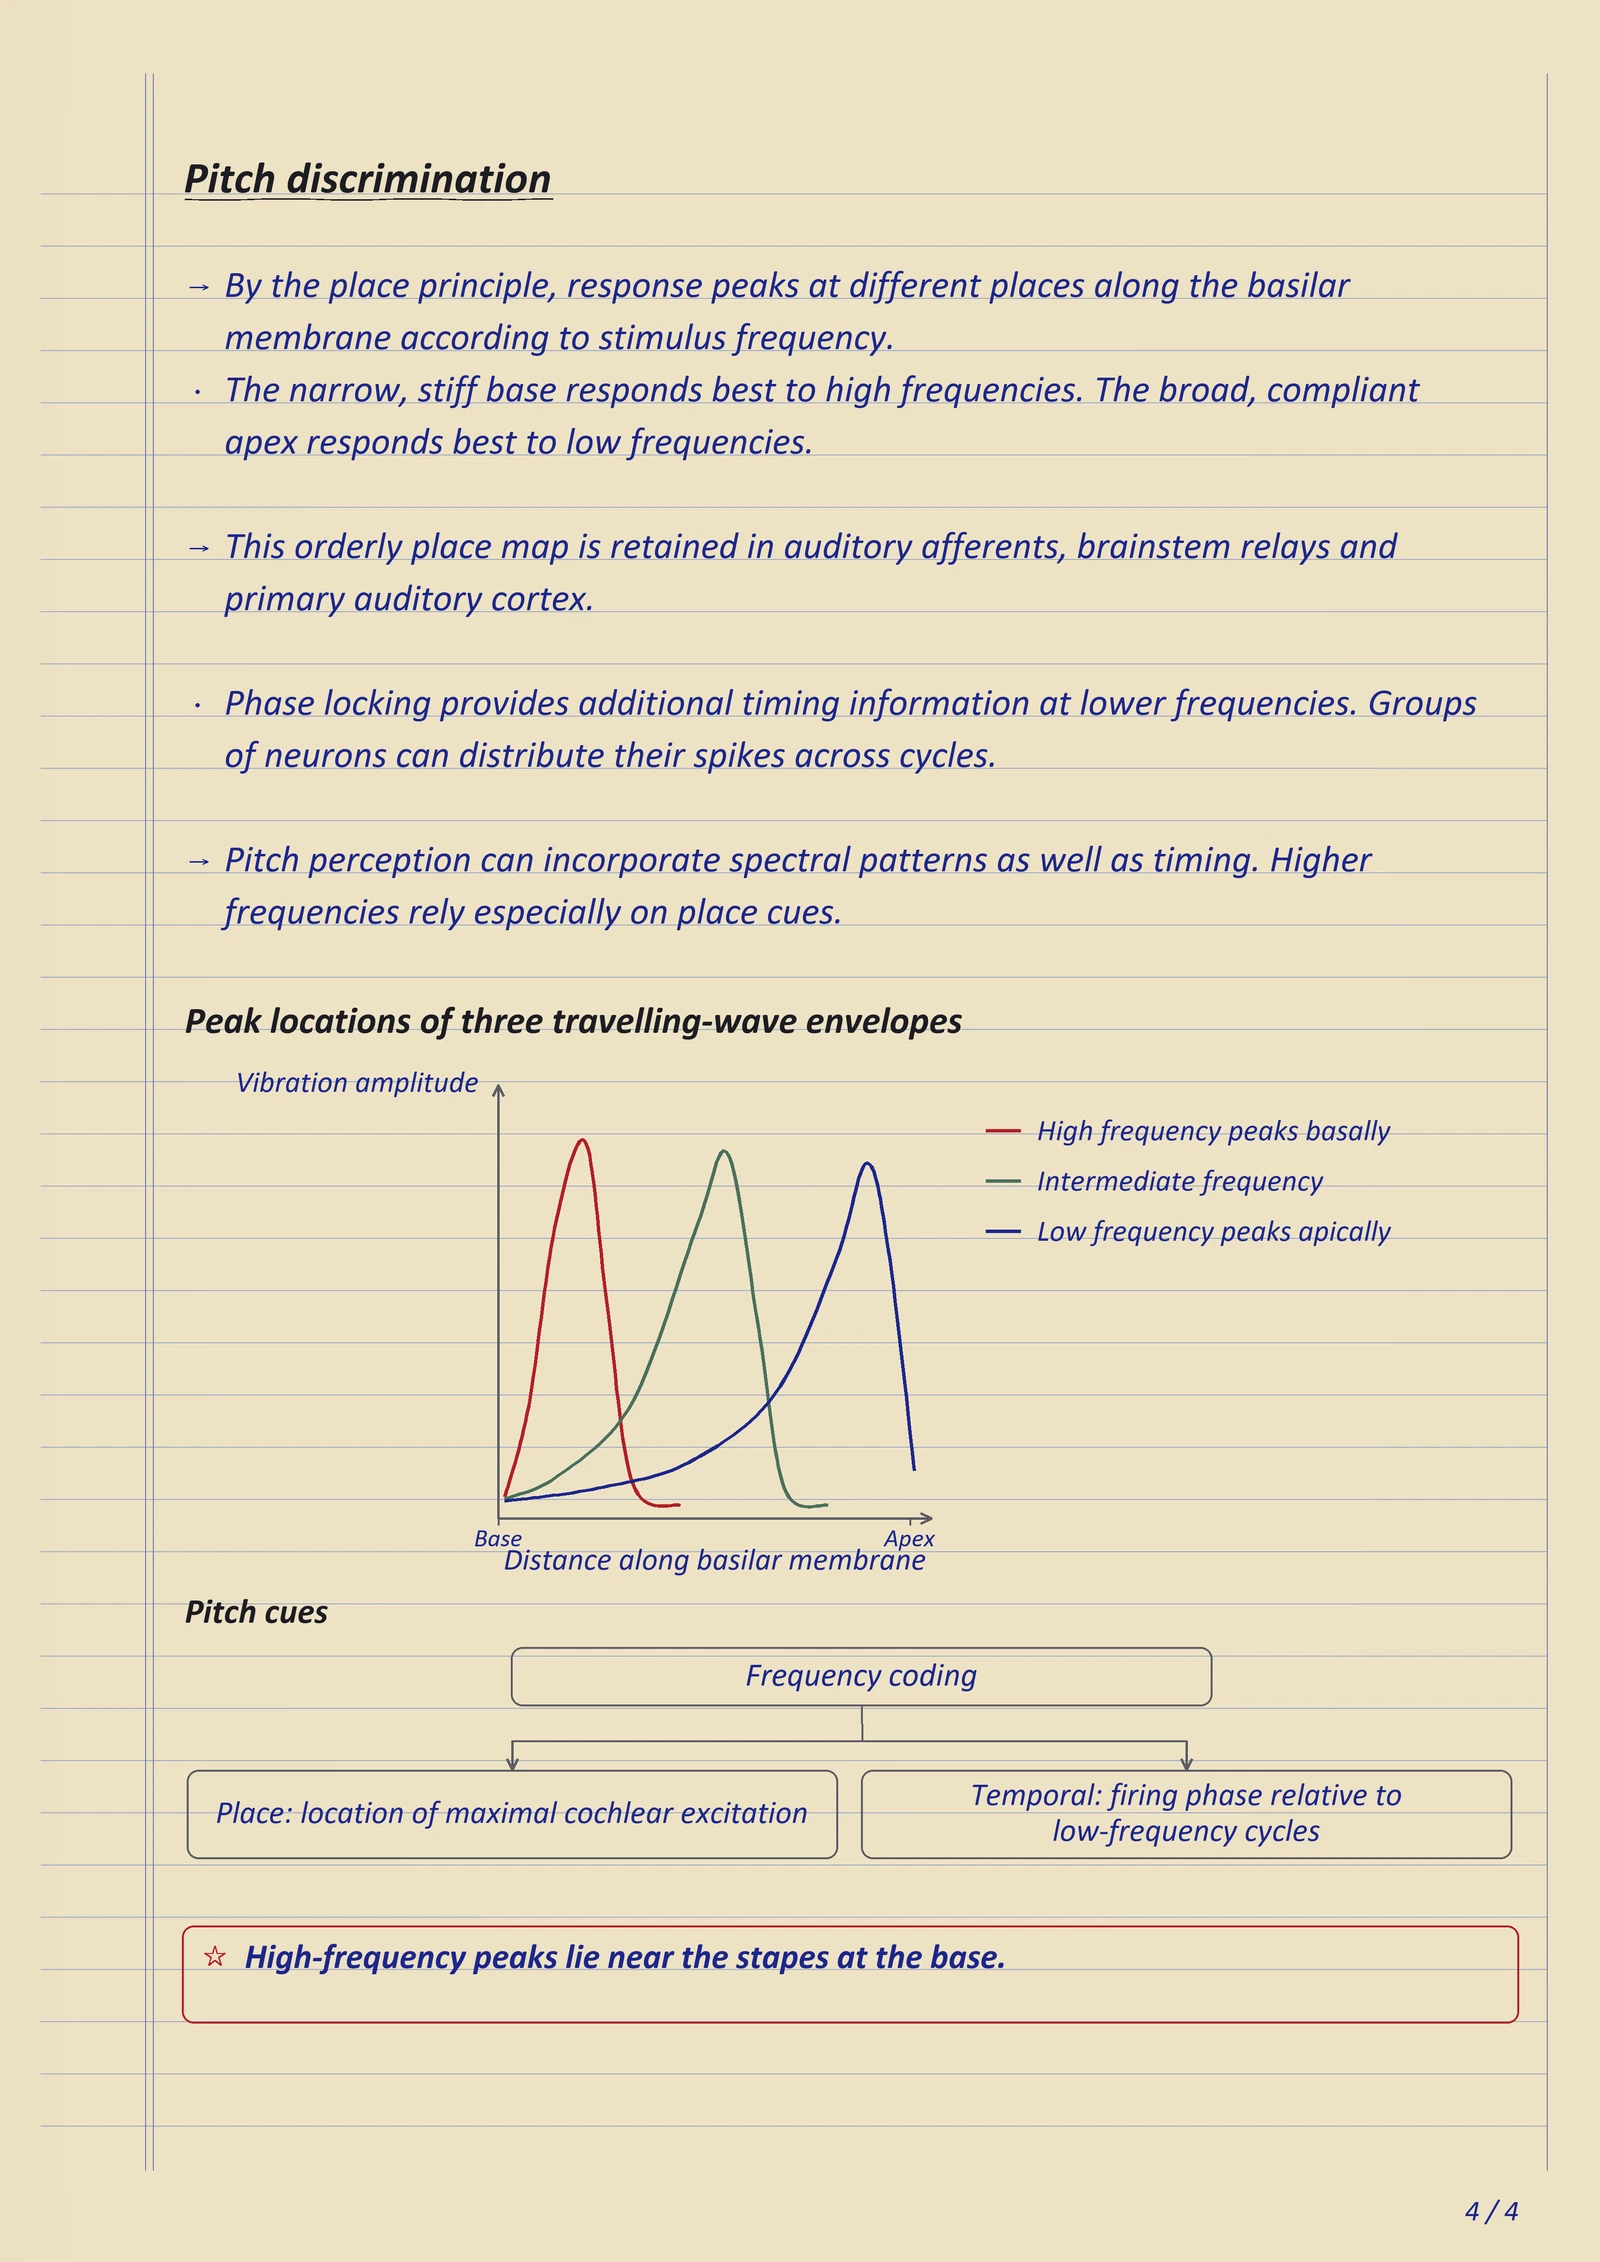 Pitch discrimination
→ By the place principle, response peaks at different places along the basilar
membrane according to stimulus frequency.
· The narrow, stiff base responds best to high frequencies. The broad, compliant
apex responds best to low frequencies.
→ This orderly place map is retained in auditory afferents, brainstem relays and
primary auditory cortex.
· Phase locking provides additional timing information at lower frequencies. Groups
of neurons can distribute their spikes across cycles.
→ Pitch perception can incorporate spectral patterns as well as timing. Higher
frequencies rely especially on place cues.
Peak locations of three travelling-wave envelopes
Vibration amplitude
High frequency peaks basally
Intermediate frequency
Low frequency peaks apically
Base
Apex
Distance along basilar membrane
Pitch cues
Frequency coding
Place: location of maximal cochlear excitation
Temporal: firing phase relative to
low-frequency cycles
☆ High-frequency peaks lie near the stapes at the base.
4 / 4